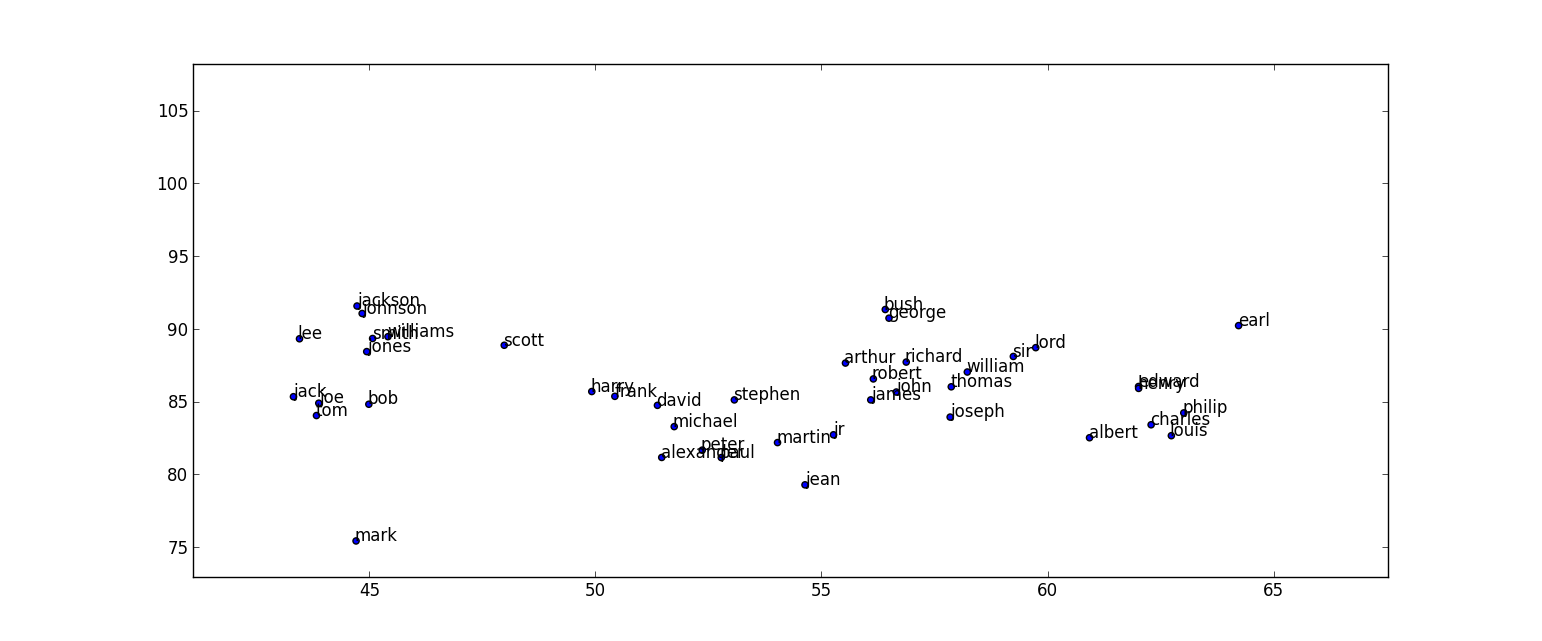 105
100
95
90
85
80
75
45
50
55
60
65
jackson
johnson
lee
smith
williams
jones
scott
bush
george
earl
lord
sir
arthur
richard
william
robert
john
thomas
james
joseph
edward
henry
philip
charles
louis
albert
harry
frank
david
stephen
michael
martin
jr
peter
alexander
paul
jean
jack
joe
tom
bob
mark